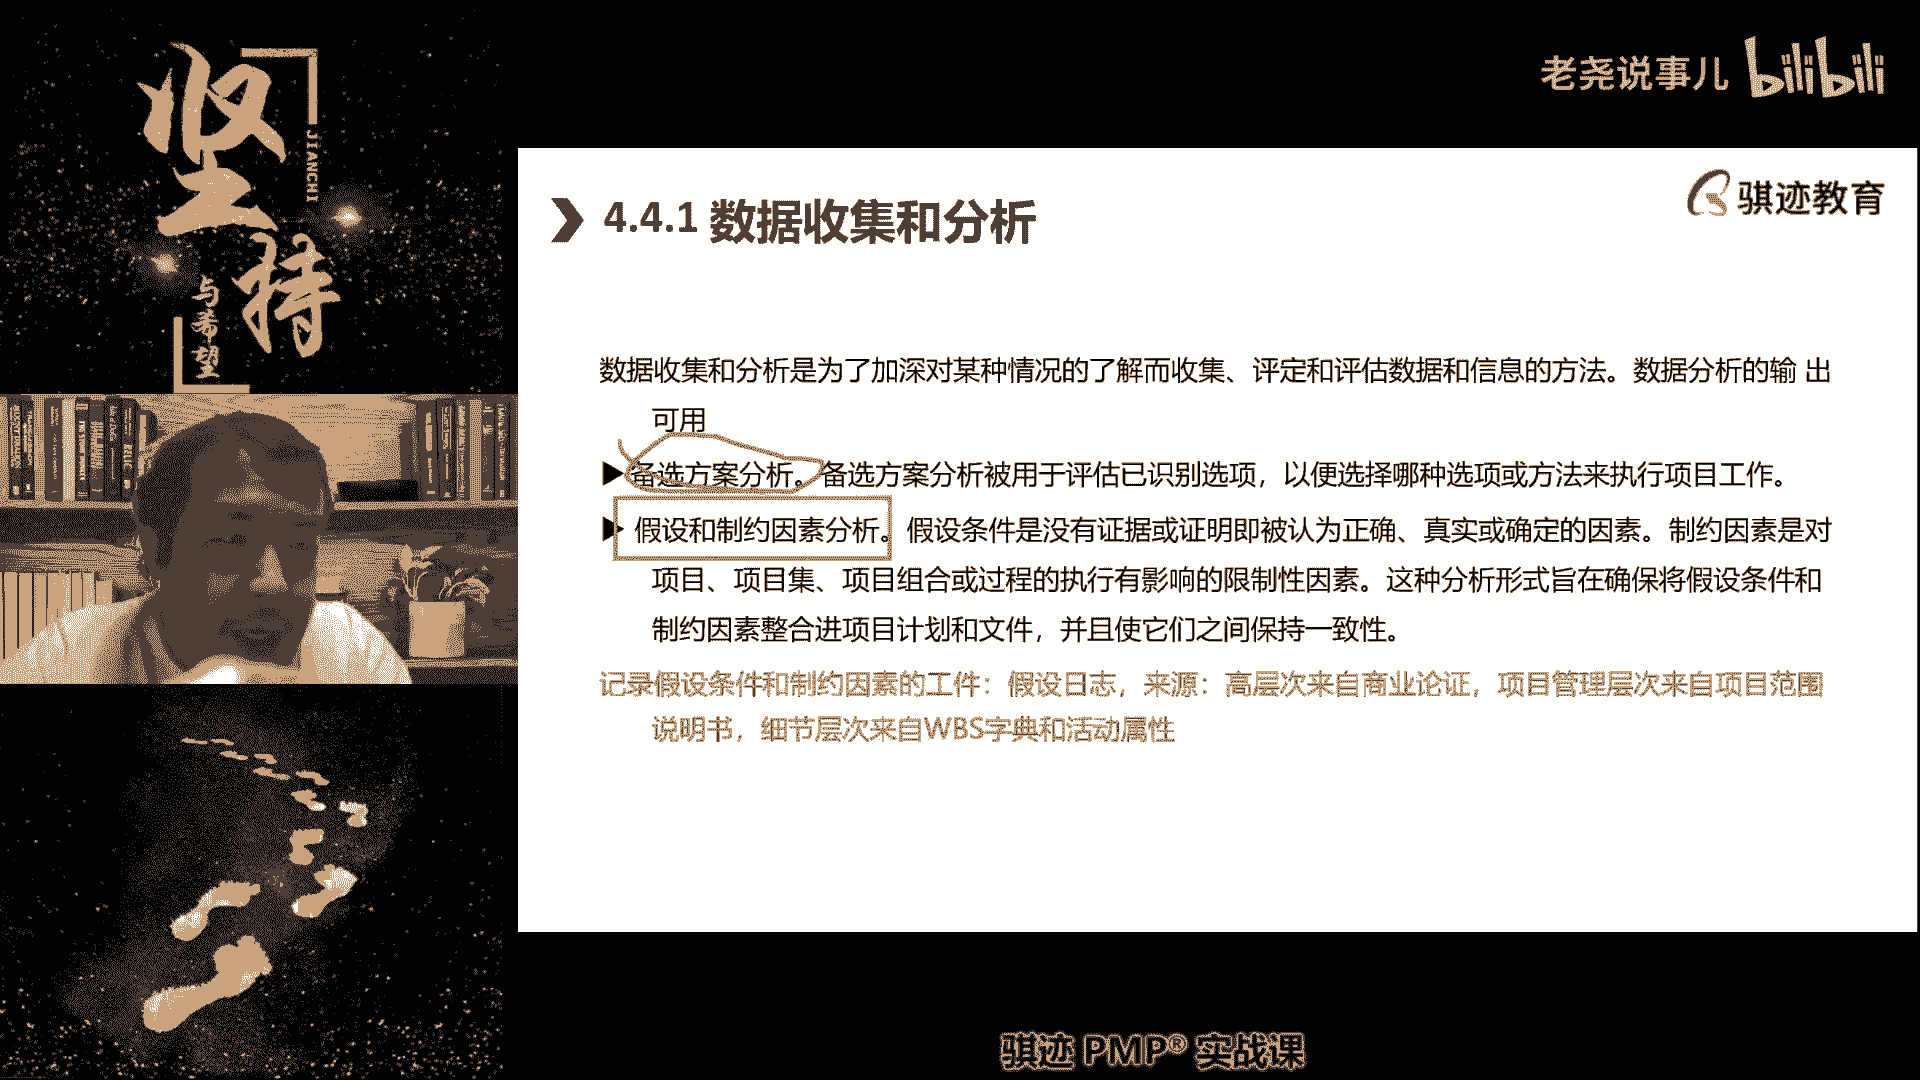 坚持
JIANCHI
与希望
老尧说事儿 bilibili
骐迹教育
4.4.1 数据收集和分析
数据收集和分析是为了加深对某种情况的了解而收集、评定和评估数据和信息的方法。数据分析的输 出
可用
备选方案分析。备选方案分析被用于评估已识别选项，以便选择哪种选项或方法来执行项目工作。
假设和制约因素分析。假设条件是没有证据或证明即被认为正确、真实或确定的因素。制约因素是对
项目、项目集、项目组合或过程的执行有影响的限制性因素。这种分析形式旨在确保将假设条件和
制约因素整合进项目计划和文件，并且使它们之间保持一致性。
记录假设条件和制约因素的工件：假设日志，来源：高层次来自商业论证，项目管理层次来自项目范围
说明书，细节层次来自WBS字典和活动属性
骐迹 PMP® 实战课